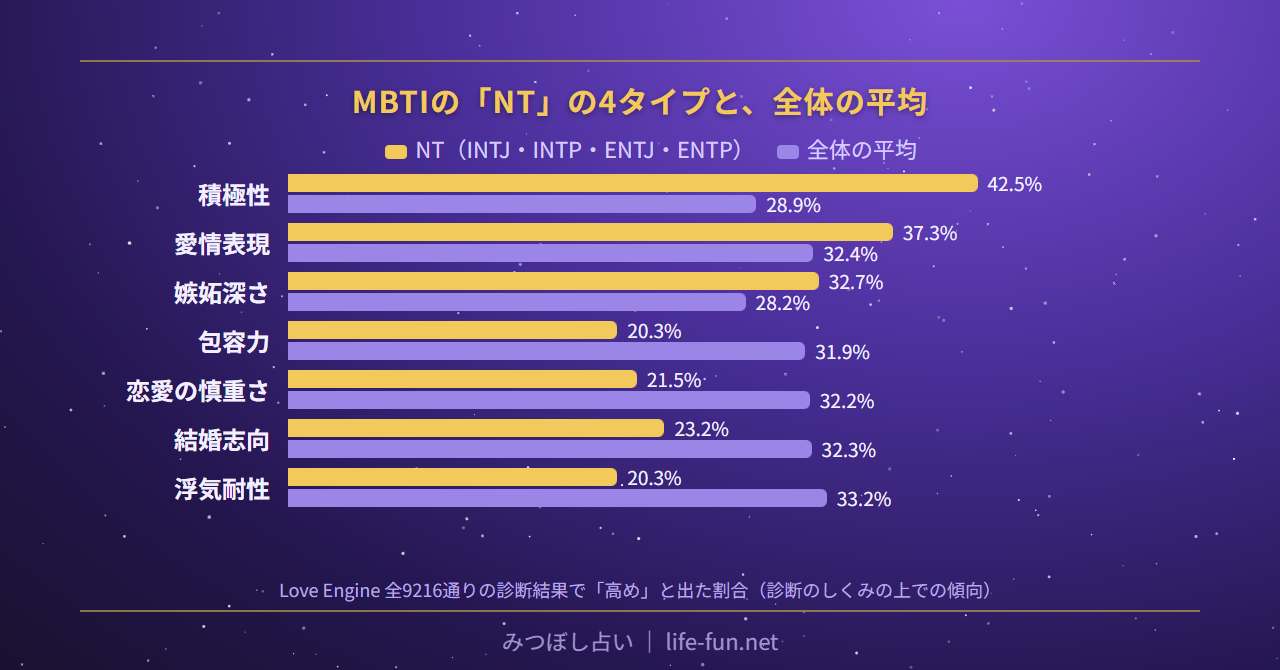 MBTIの「NT」の4タイプと、全体の平均
NT（INTJ・INTP・ENTJ・ENTP） 全体の平均
積極性 42.5%
28.9%
愛情表現 37.3%
32.4%
嫉妬深さ 32.7%
28.2%
包容力 20.3%
31.9%
恋愛の慎重さ 21.5%
32.2%
結婚志向 23.2%
32.3%
浮気耐性 20.3%
33.2%
Love Engine 全9216通りの診断結果で「高め」と出た割合（診断のしくみの上での傾向）
みつぼし占い ｜ life-fun.net